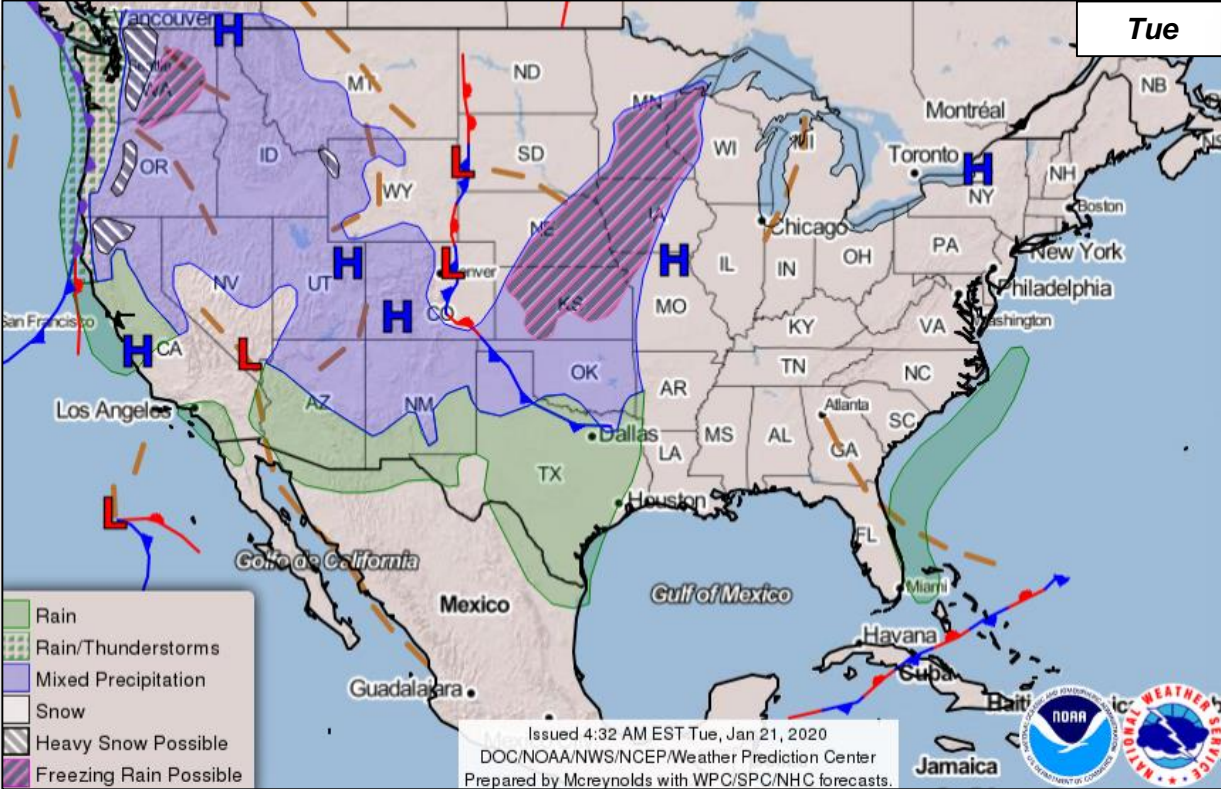 Tue
Vancouver
H
WA
MT
ND
MN
Montréal
NB
OR
ID
L
SD
WI
MI
Toronto
H
NH
WY
NY
Boston
NE
IA
Chicago
H
H
L
Denver
PA
New York
NV
UT
IL
IN
OH
Philadelphia
San Francisco
H
CO
KS
MO
Washington
H
CA
L
KY
VA
TN
OK
NC
Los Angeles
AZ
NM
AR
Atlanta
SC
Dallas
MS
AL
GA
LA
TX
L
Houston
FL
Golfo de California
Miami
Mexico
Gulf of Mexico
Havana
Cuba
Guadalajara
Haiti
Jamaica
Rain
Rain/Thunderstorms
Mixed Precipitation
Snow
Heavy Snow Possible
Freezing Rain Possible
Issued 4:32 AM EST Tue, Jan 21, 2020
DOC/NOAA/NWS/NCEP/Weather Prediction Center
Prepared by Mcreynolds with WPC/SPC/NHC forecasts.
NOAA
NATIONAL WEATHER SERVICE